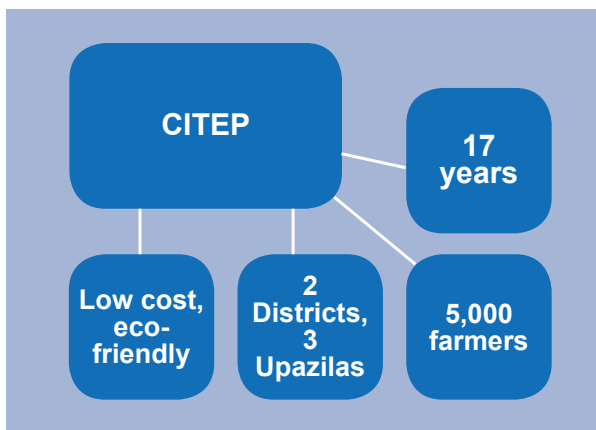 CITEP
17
years
Low cost,
eco-
friendly
2
Districts,
3
Upazilas
5,000
farmers